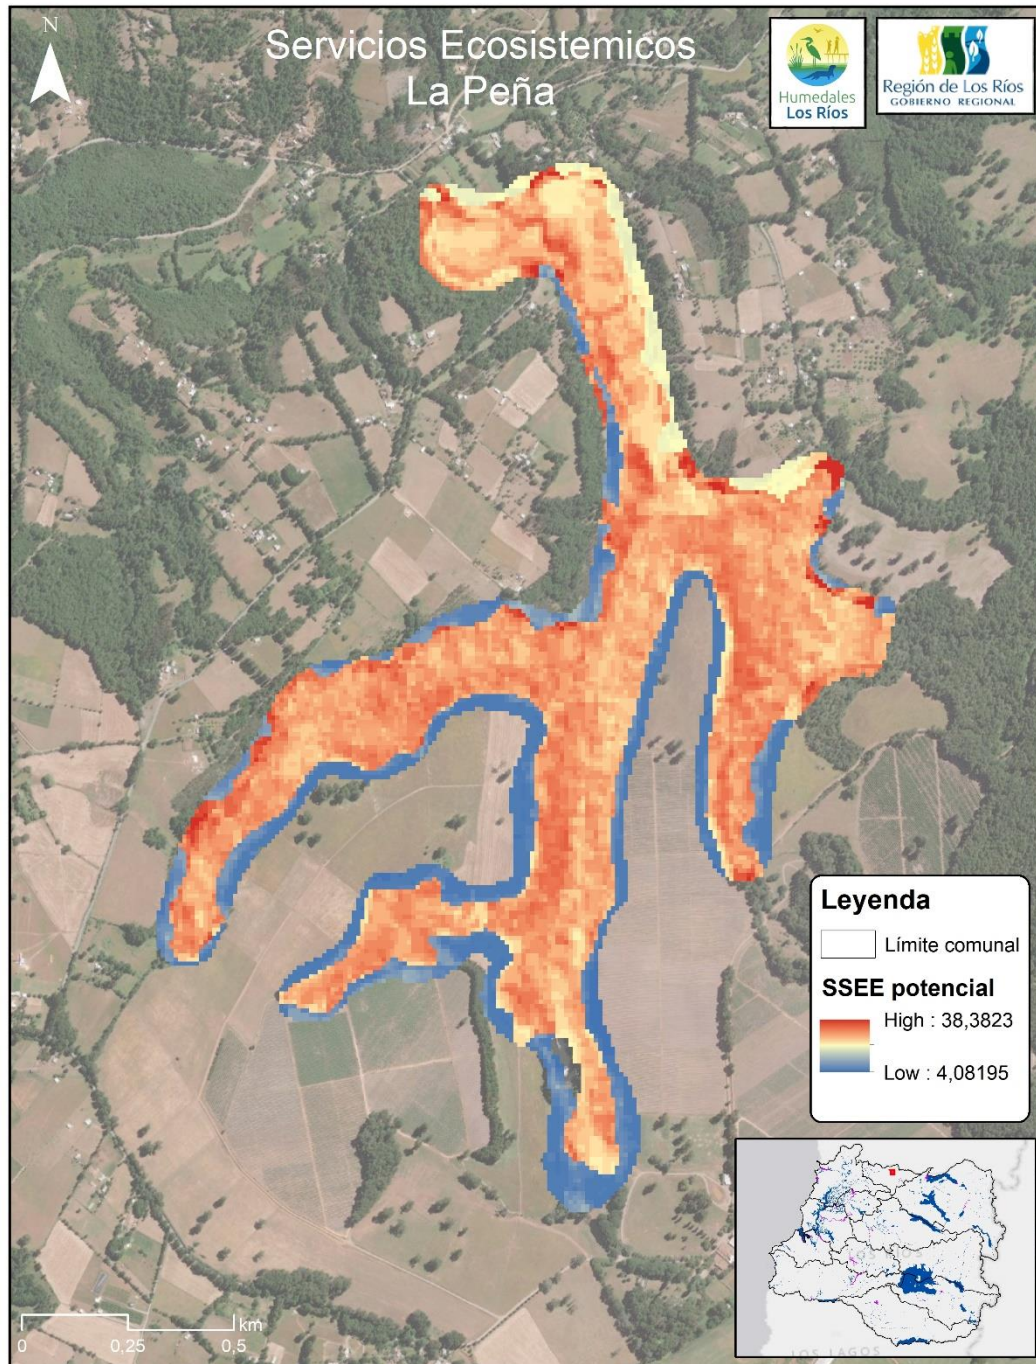 N
Servicios Ecosistemicos
La Peña
Humedales
Los Ríos
Región de Los Ríos
GOBIERNO REGIONAL
Leyenda
Límite comunal
SSEE potencial
High : 38,3823
Low : 4,08195
LOS LAGOS
km
0 0,25 0,5